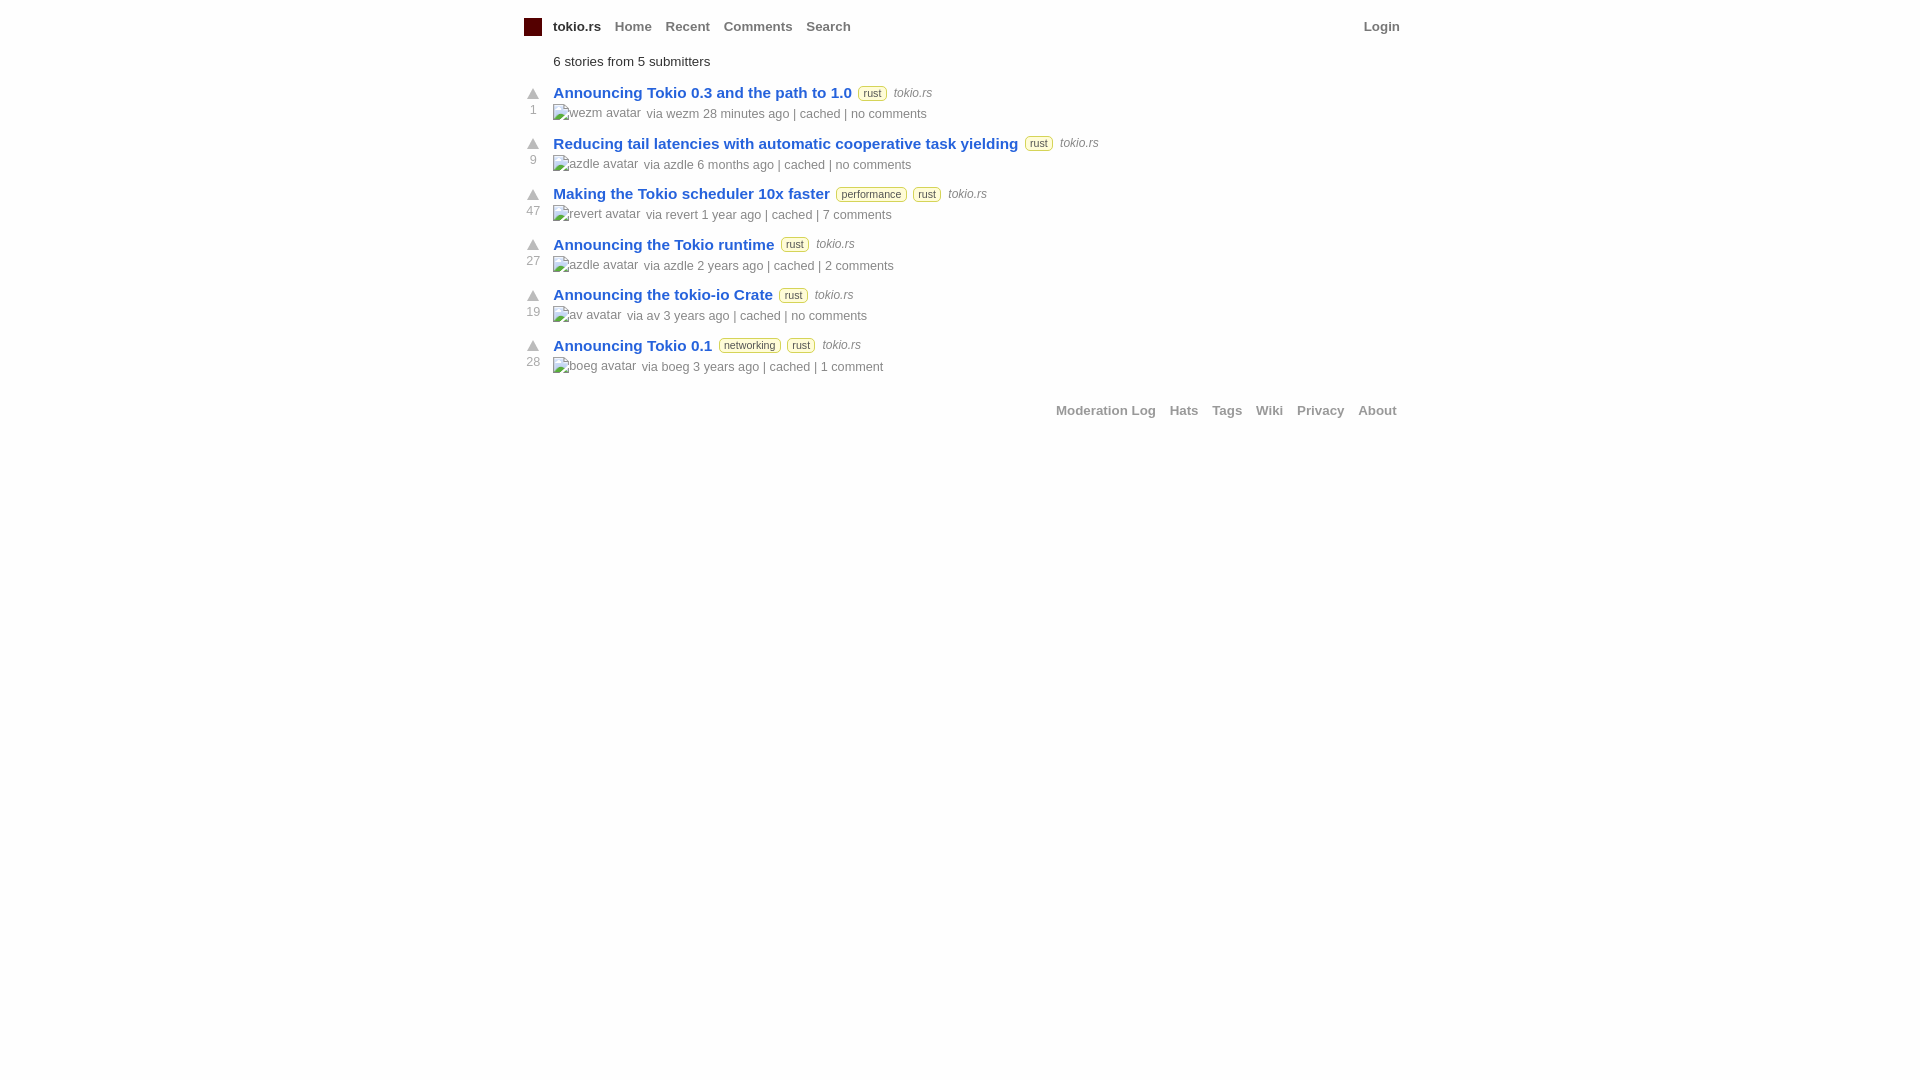 tokio.rs Home Recent Comments Search Login
6 stories from 5 submitters
Announcing Tokio 0.3 and the path to 1.0 rust tokio.rs
1
wezm avatar via wezm 28 minutes ago | cached | no comments
Reducing tail latencies with automatic cooperative task yielding rust tokio.rs
9
azdle avatar via azdle 6 months ago | cached | no comments
Making the Tokio scheduler 10x faster performance rust tokio.rs
47
revert avatar via revert 1 year ago | cached | 7 comments
Announcing the Tokio runtime rust tokio.rs
27
azdle avatar via azdle 2 years ago | cached | 2 comments
Announcing the tokio-io Crate rust tokio.rs
19
av avatar via av 3 years ago | cached | no comments
Announcing Tokio 0.1 networking rust tokio.rs
28
boeg avatar via boeg 3 years ago | cached | 1 comment
Moderation Log Hats Tags Wiki Privacy About